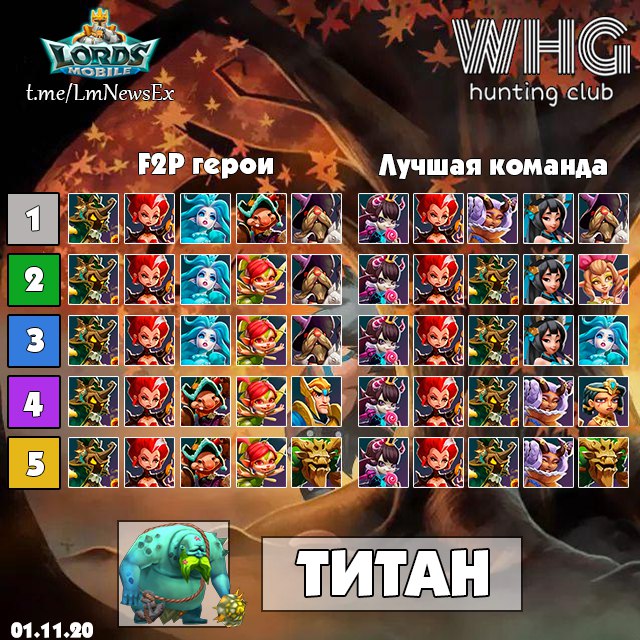 LORDS
MOBILE
t.me/LmNewsEx
WHG
hunting club
F2P герои
Лучшая команда
1
2
3
4
5
ТИТАН
01.11.20